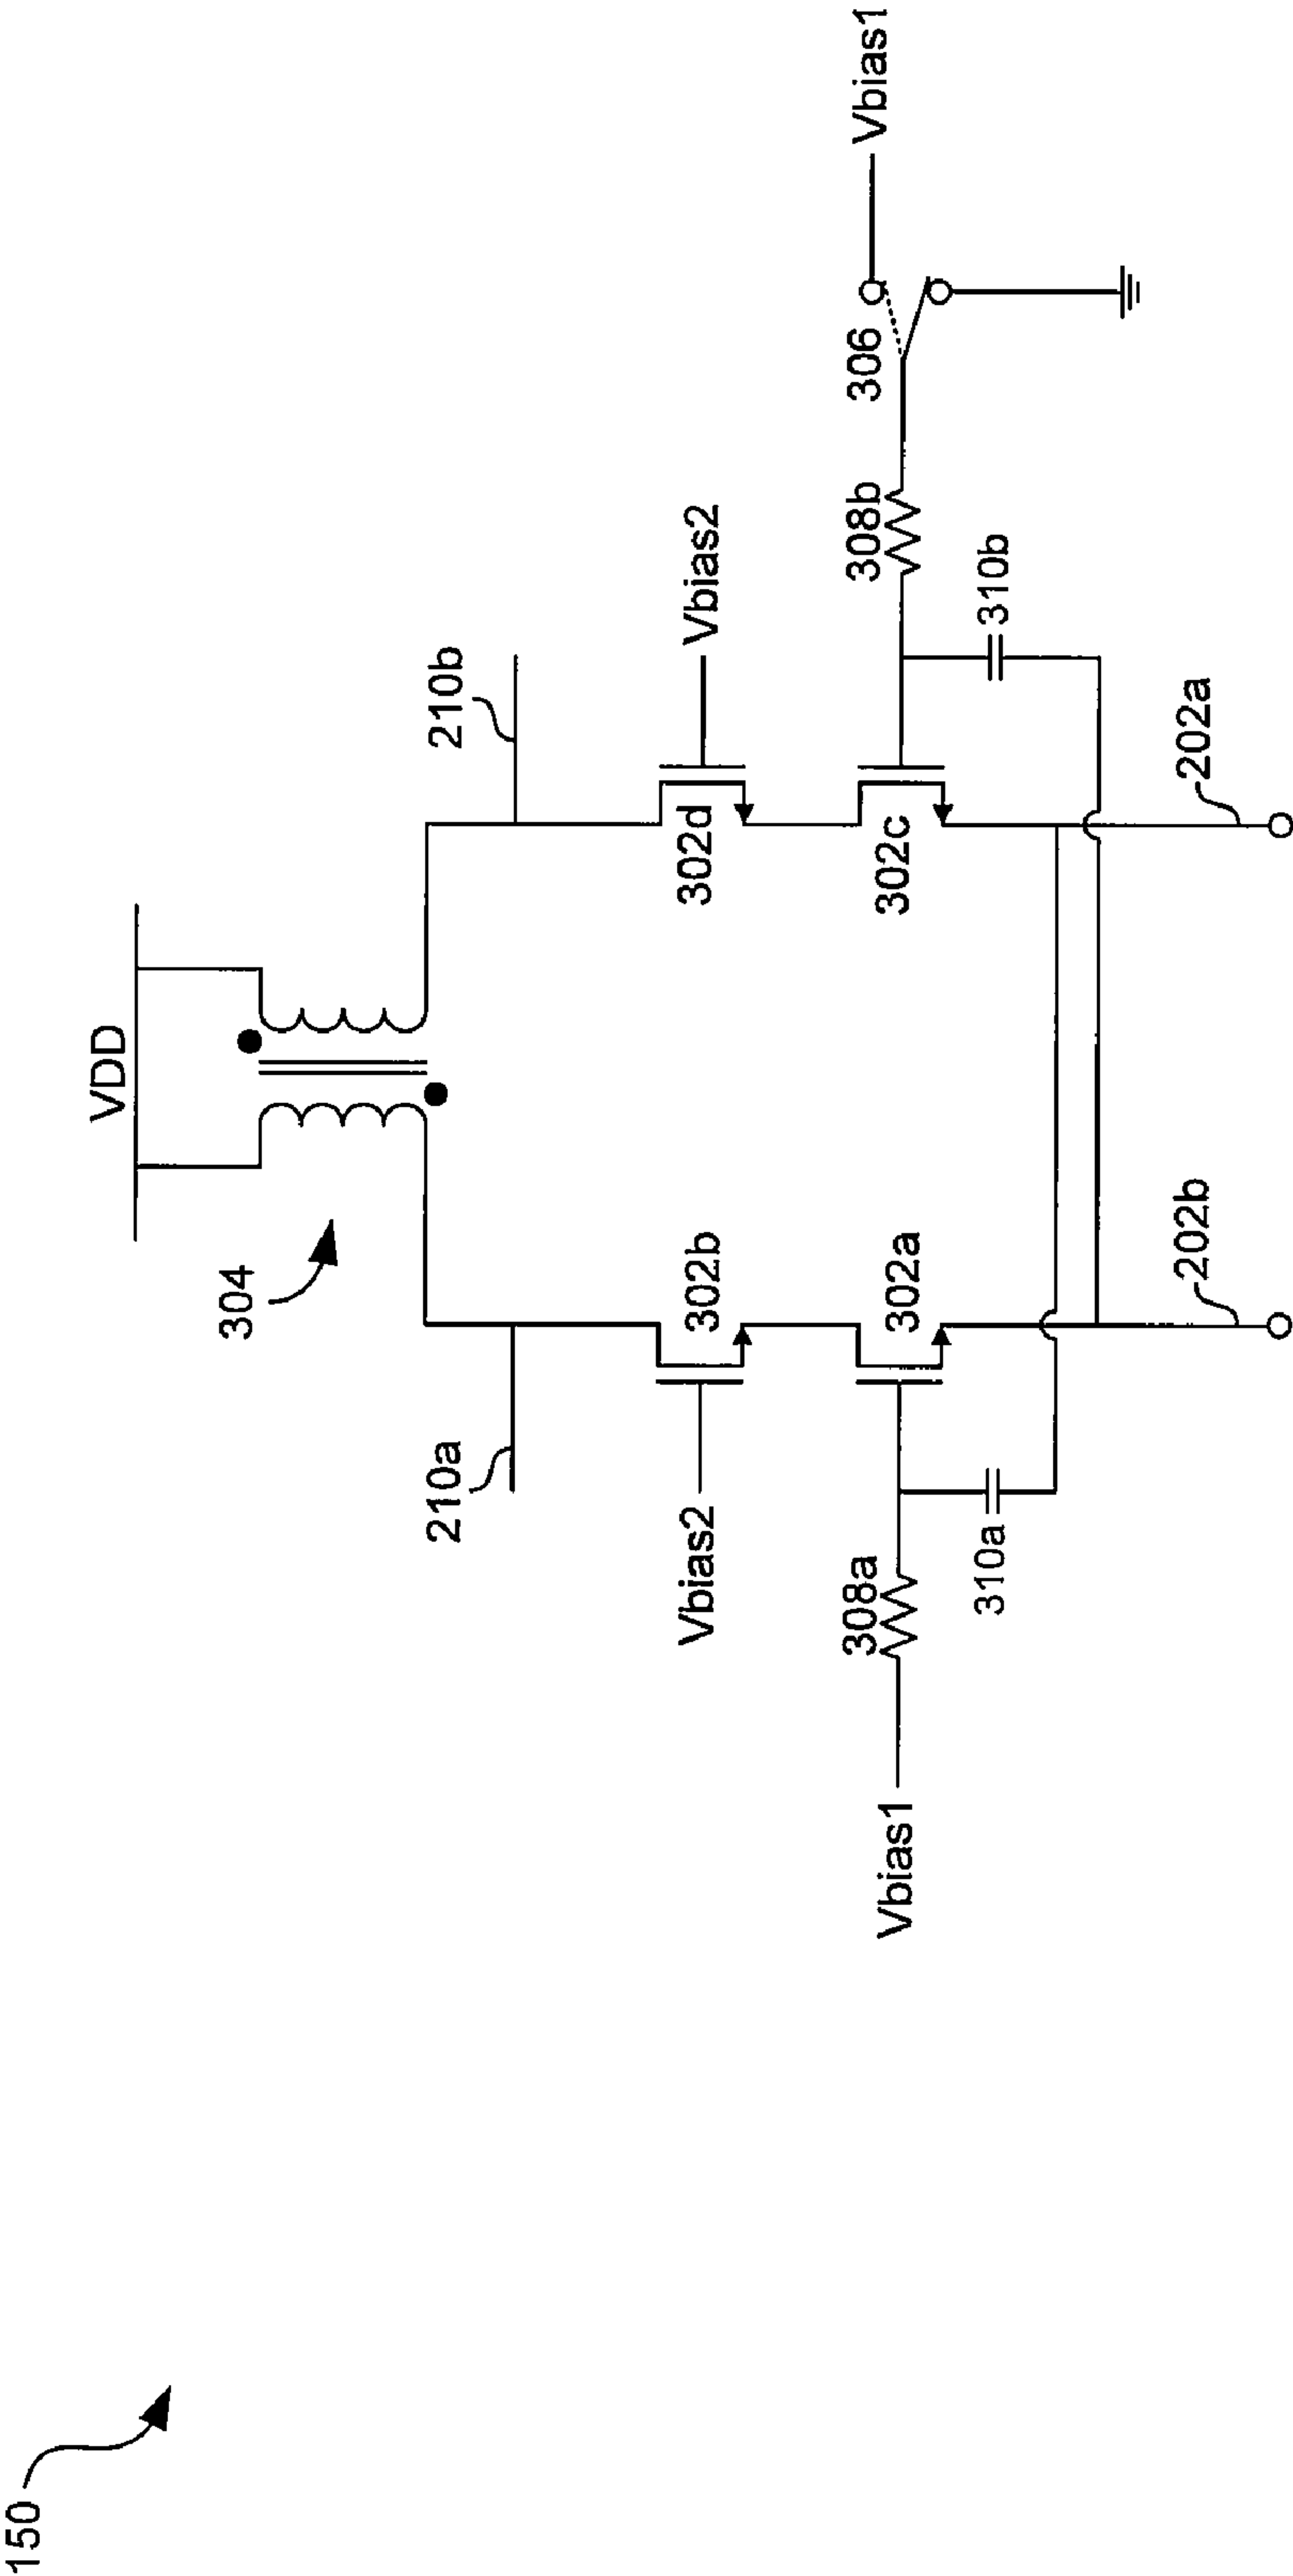 150
VDD
304
210a
210b
Vbias2
302b
302d
Vbias2
Vbias1
308a
302a
302c
308b
306
Vbias1
310a
310b
202b
202a